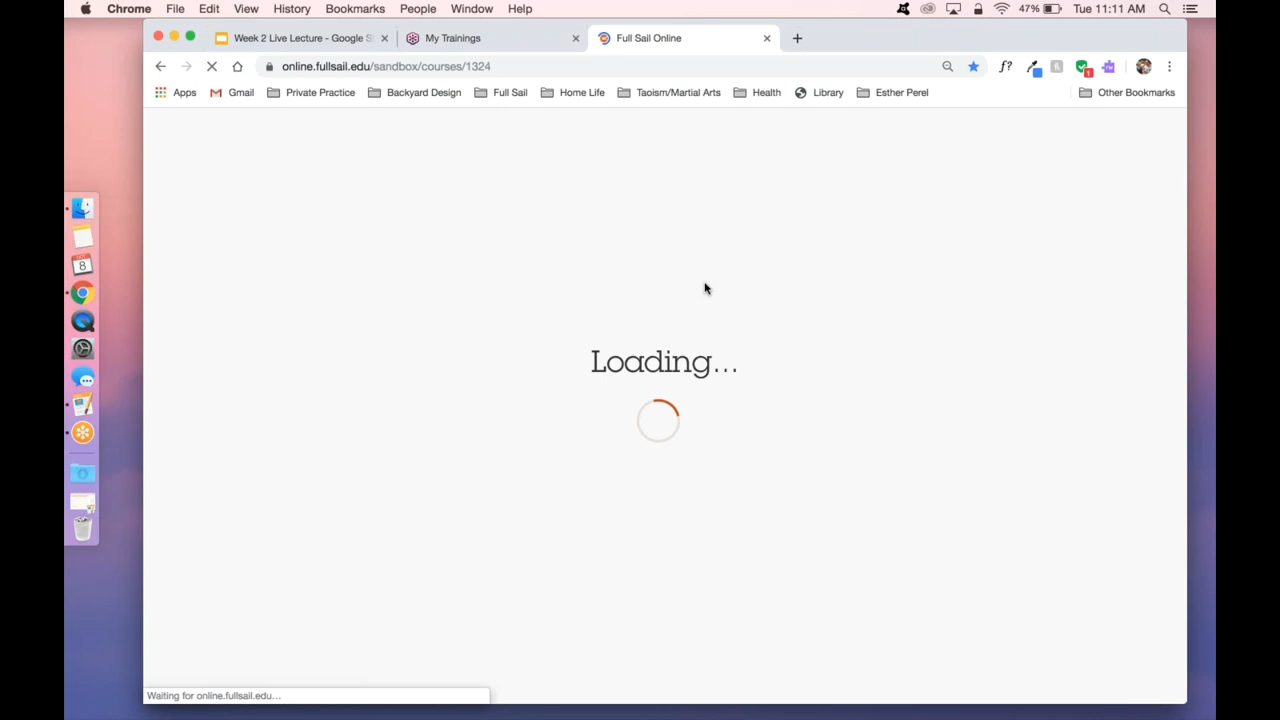 Chrome File Edit View History Bookmarks People Window Help 47% Tue 11:11 AM
Week 2 Live Lecture - Google S
My Trainings
Full Sail Online
online.fullsail.edu/sandbox/courses/1324
f?
1
Apps Gmail Private Practice Backyard Design Full Sail Home Life Taoism/Martial Arts Health Library Esther Perel Other Bookmarks
8
Loading...
Waiting for online.fullsail.edu...